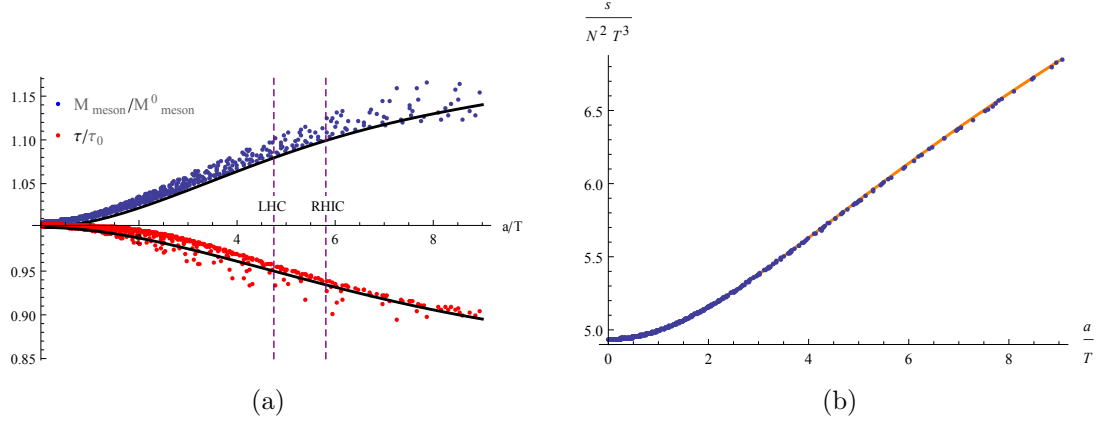 1.15
1.10
1.05
0.95
0.90
0.85
M meson/M⁰ meson
τ/τ₀
LHC
RHIC
4
6
8
a/T
(a)
s
N² T³
6.5
6.0
5.5
5.0
0
2
4
6
8
a
T
(b)